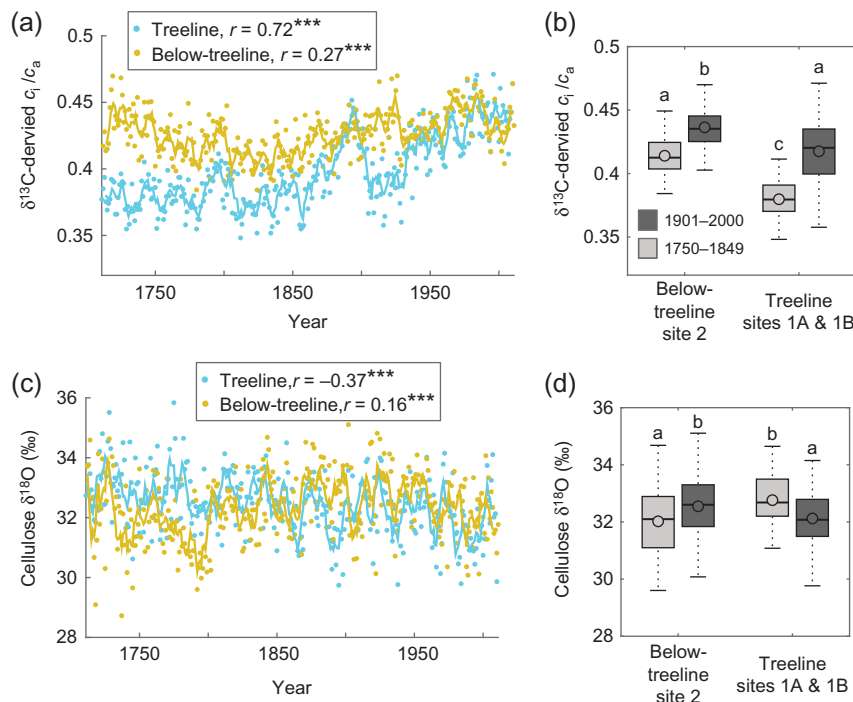 (a)
Treeline, r = 0.72***
Below-treeline, r = 0.27***
0.5
0.45
0.4
0.35
δ13C-dervied ci /ca
1750
1850
1950
Year
(b)
0.5
0.45
0.4
0.35
δ13C-dervied ci /ca
a
b
c
a
1901–2000
1750–1849
Below-
treeline
site 2
Treeline
sites 1A & 1B
(c)
Treeline,r = –0.37***
Below-treeline,r = 0.16***
36
34
33
31
30
28
Cellulose δ18O (‰)
1750
1800
1850
1950
Year
(d)
36
34
32
30
28
Cellulose δ18O (‰)
a
b
b
a
Below-
treeline
site 2
Treeline
sites 1A & 1B